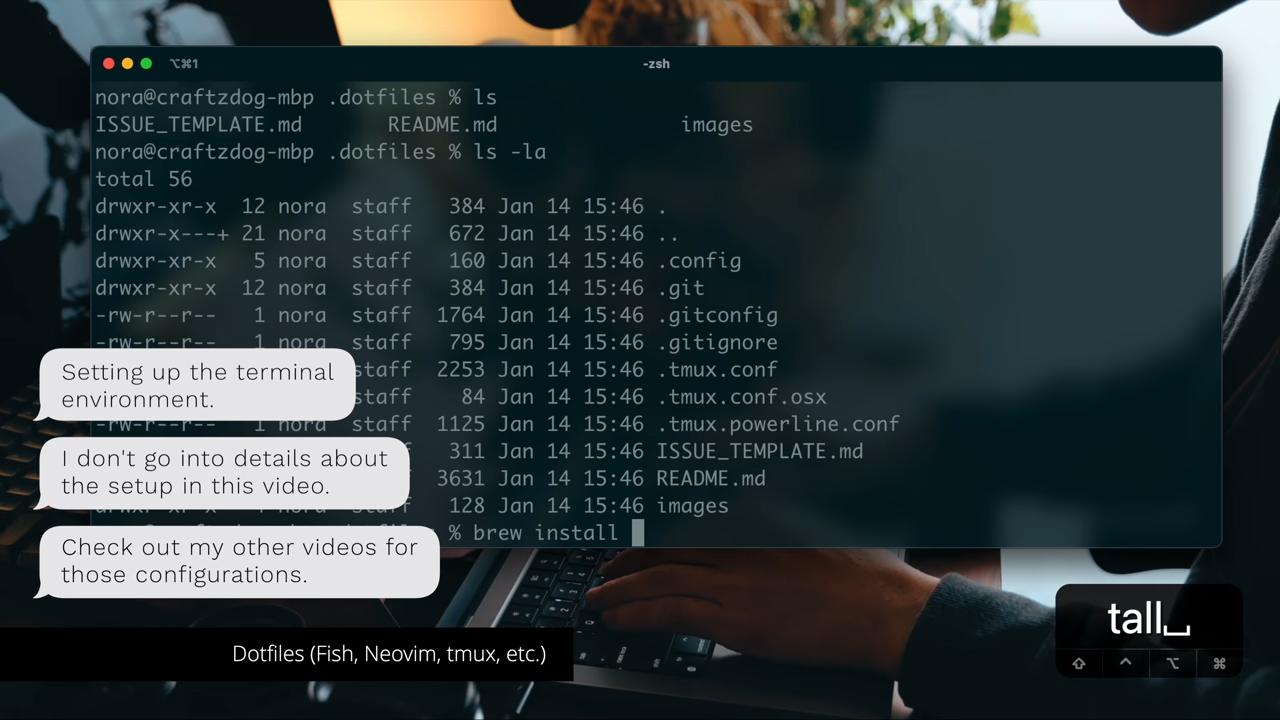 ⌥⌘1
-zsh
nora@craftzdog-mbp .dotfiles % ls
ISSUE_TEMPLATE.md README.md images
nora@craftzdog-mbp .dotfiles % ls -la
total 56
drwxr-xr-x 12 nora staff 384 Jan 14 15:46 .
drwxr-x---+ 21 nora staff 672 Jan 14 15:46 ..
drwxr-xr-x 5 nora staff 160 Jan 14 15:46 .config
drwxr-xr-x 12 nora staff 384 Jan 14 15:46 .git
-rw-r--r-- 1 nora staff 1764 Jan 14 15:46 .gitconfig
-rw-r--r-- 1 nora staff 795 Jan 14 15:46 .gitignore
staff 2253 Jan 14 15:46 .tmux.conf
staff 84 Jan 14 15:46 .tmux.conf.osx
-rw-r--r-- 1 nora staff 1125 Jan 14 15:46 .tmux.powerline.conf
311 Jan 14 15:46 ISSUE_TEMPLATE.md
3631 Jan 14 15:46 README.md
128 Jan 14 15:46 images
% brew install
Setting up the terminal
environment.
I don't go into details about
the setup in this video.
Check out my other videos for
those configurations.
Dotfiles (Fish, Neovim, tmux, etc.)
tall␣
⇧ ⌃ ⌥ ⌘